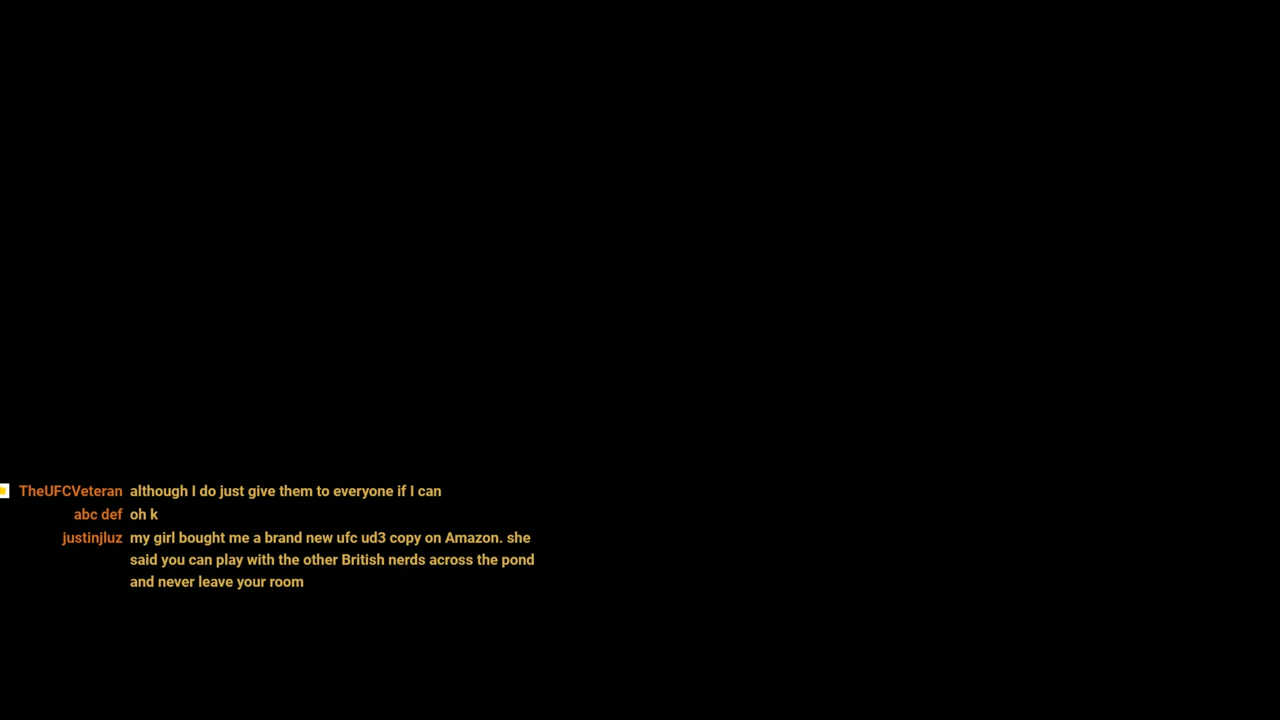 TheUFCVeteran although I do just give them to everyone if I can
abc def oh k
justinjluz my girl bought me a brand new ufc ud3 copy on Amazon. she
said you can play with the other British nerds across the pond
and never leave your room